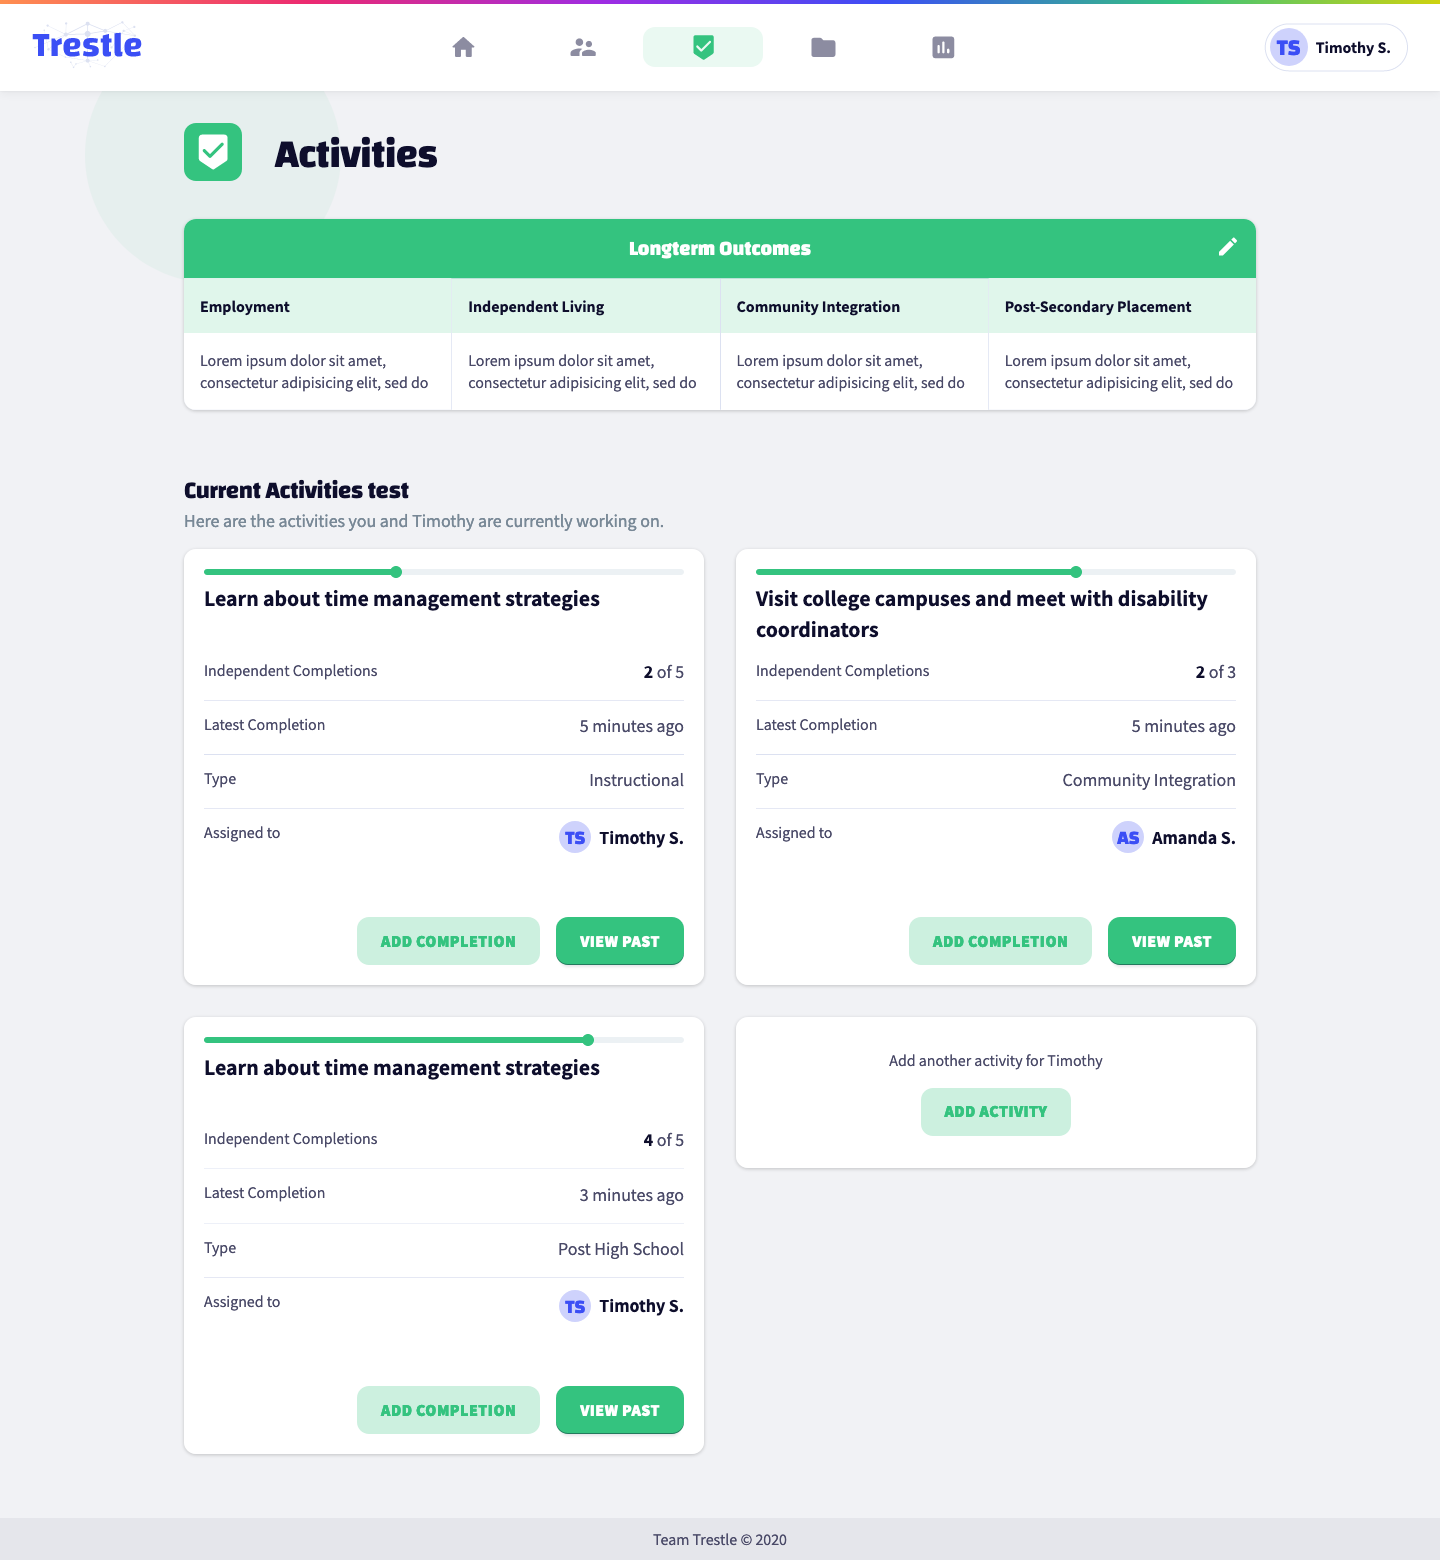 Trestle
TS Timothy S.
Activities
Longterm Outcomes
Employment
Independent Living
Community Integration
Post-Secondary Placement
Lorem ipsum dolor sit amet,
consectetur adipisicing elit, sed do
Lorem ipsum dolor sit amet,
consectetur adipisicing elit, sed do
Lorem ipsum dolor sit amet,
consectetur adipisicing elit, sed do
Lorem ipsum dolor sit amet,
consectetur adipisicing elit, sed do
Current Activities test
Here are the activities you and Timothy are currently working on.
Learn about time management strategies
Independent Completions 2 of 5
Latest Completion 5 minutes ago
Type Instructional
Assigned to TS Timothy S.
ADD COMPLETION VIEW PAST
Visit college campuses and meet with disability
coordinators
Independent Completions 2 of 3
Latest Completion 5 minutes ago
Type Community Integration
Assigned to AS Amanda S.
ADD COMPLETION VIEW PAST
Learn about time management strategies
Independent Completions 4 of 5
Latest Completion 3 minutes ago
Type Post High School
Assigned to TS Timothy S.
ADD COMPLETION VIEW PAST
Add another activity for Timothy
ADD ACTIVITY
Team Trestle © 2020